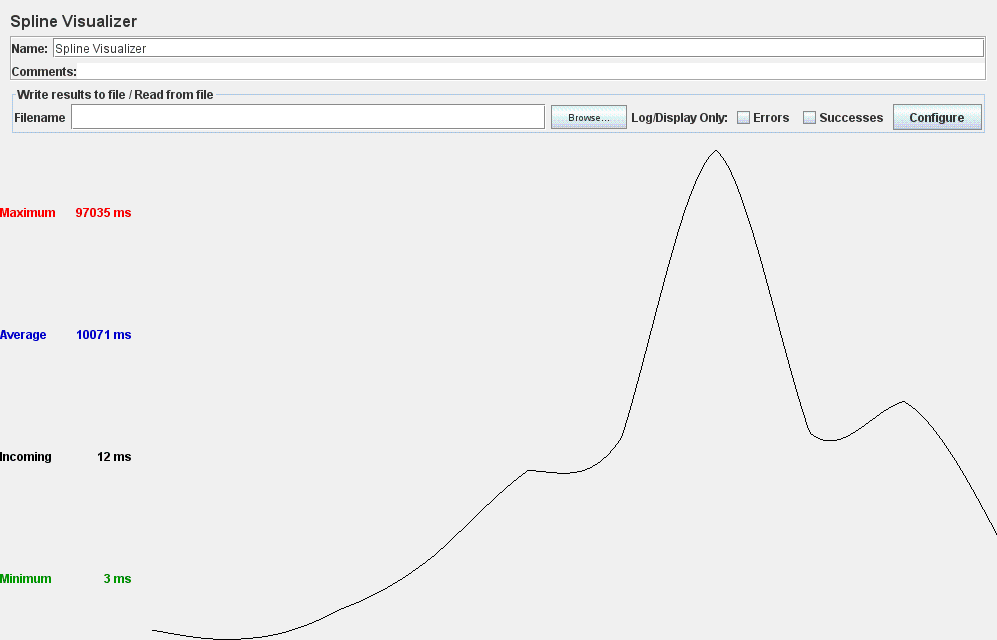 Spline Visualizer
Name: Spline Visualizer
Comments:
Write results to file / Read from file
Filename Browse... Log/Display Only: Errors Successes Configure
Maximum 97035 ms
Average 10071 ms
Incoming 12 ms
Minimum 3 ms